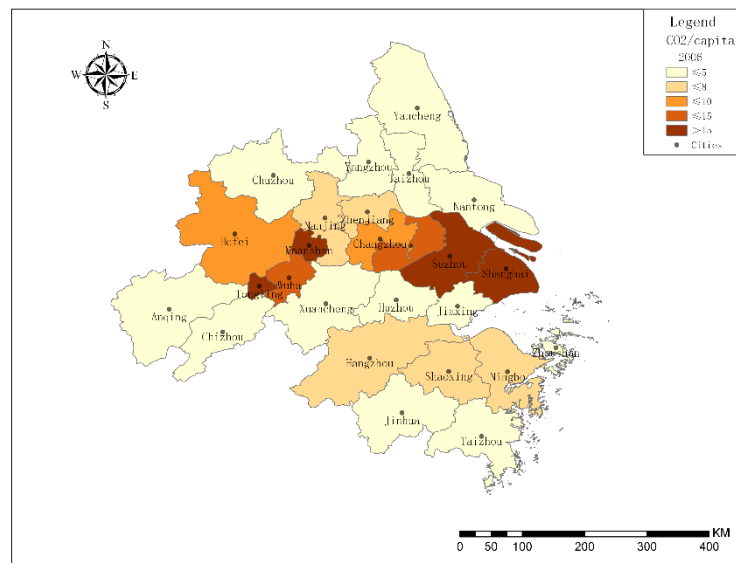 N
W E
S
Legend
CO2/capita
2006
≤5
≤8
≤10
≤15
>15
Cities
Yancheng
Yangzhou
Taizhou
Chuzhou
Nantong
Nanjing
Zhenjiang
Hefei
Maanshan
Changzhou
Suzhou
Shanghai
Tongling
Wuhu
Anqing
Xuancheng
Huzhou
Jiaxing
Chizhou
Hangzhou
Zhoushan
Shaoxing
Ningbo
Jinhua
Taizhou
KM
0 50 100 200 300 400